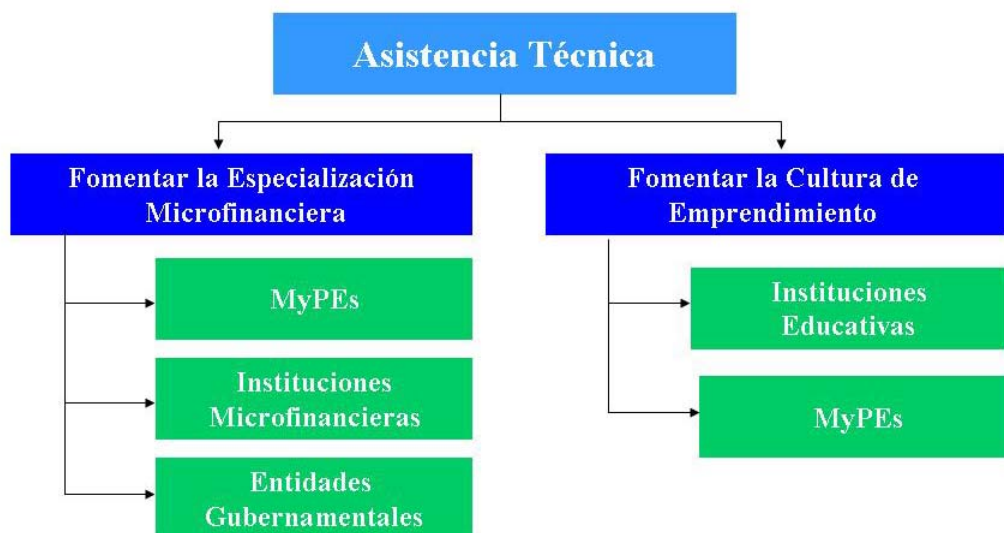 Asistencia Técnica
Fomentar la Especialización
Microfinanciera
MyPEs
Instituciones
Microfinancieras
Entidades
Gubernamentales
Fomentar la Cultura de
Emprendimiento
Instituciones
Educativas
MyPEs